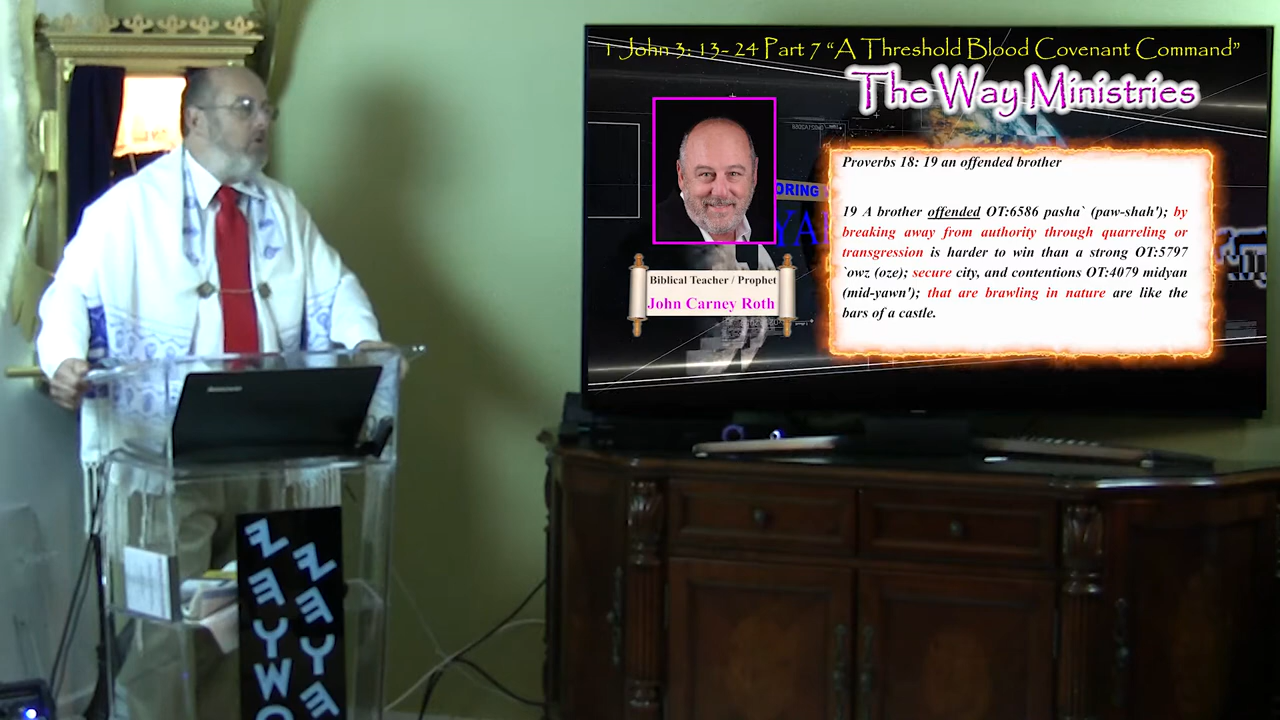 1 John 3: 13- 24 Part 7 “A Threshold Blood Covenant Command”
The Way Ministries
ORING
YA
Biblical Teacher / Prophet
John Carney Roth
Proverbs 18: 19 an offended brother
19 A brother offended OT:6586 pasha` (paw-shah'); by
breaking away from authority through quarreling or
transgression is harder to win than a strong OT:5797
`owz (oze); secure city, and contentions OT:4079 midyan
(mid-yawn'); that are brawling in nature are like the
bars of a castle.